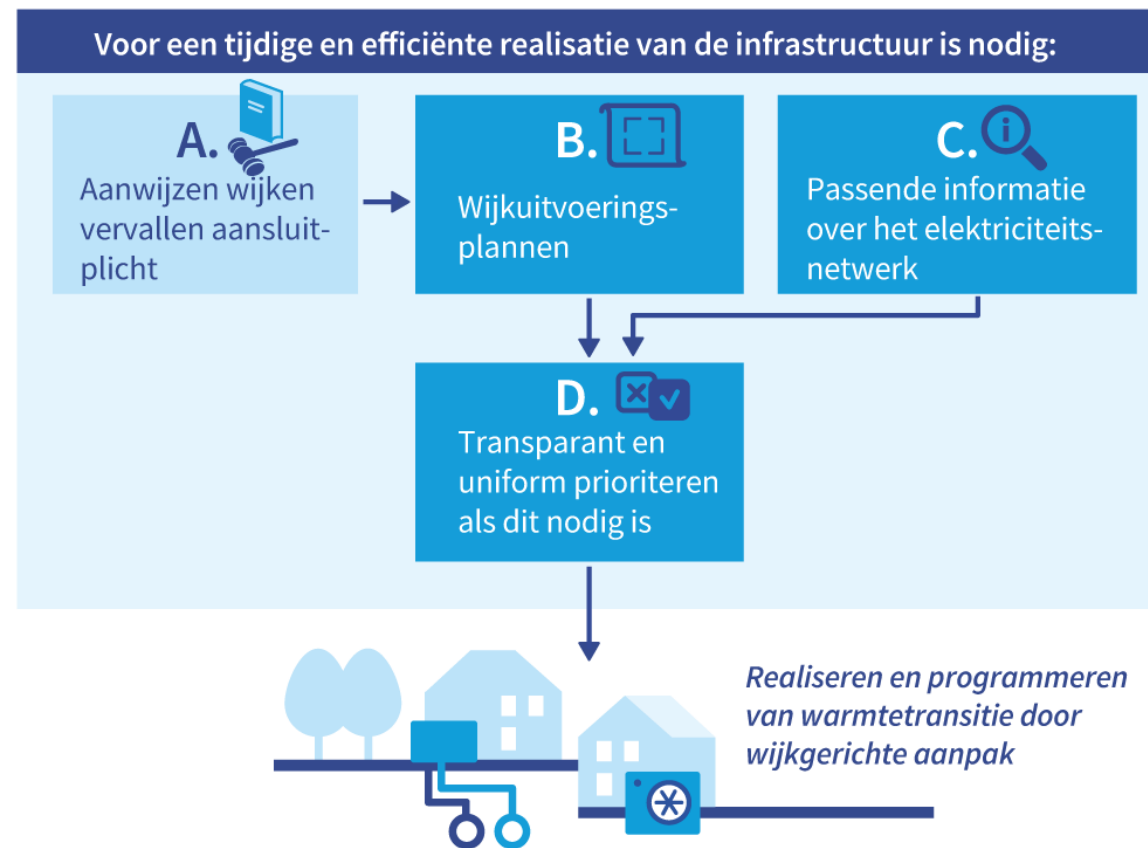 Voor een tijdige en efficiënte realisatie van de infrastructuur is nodig:
A.
Aanwijzen wijken
vervallen aansluit-
plicht
B.
Wijkuitvoerings-
plannen
C.
Passende informatie
over het elektriciteits-
netwerk
D.
Transparant en
uniform prioriteren
als dit nodig is
Realiseren en programmeren
van warmtetransitie door
wijkgerichte aanpak